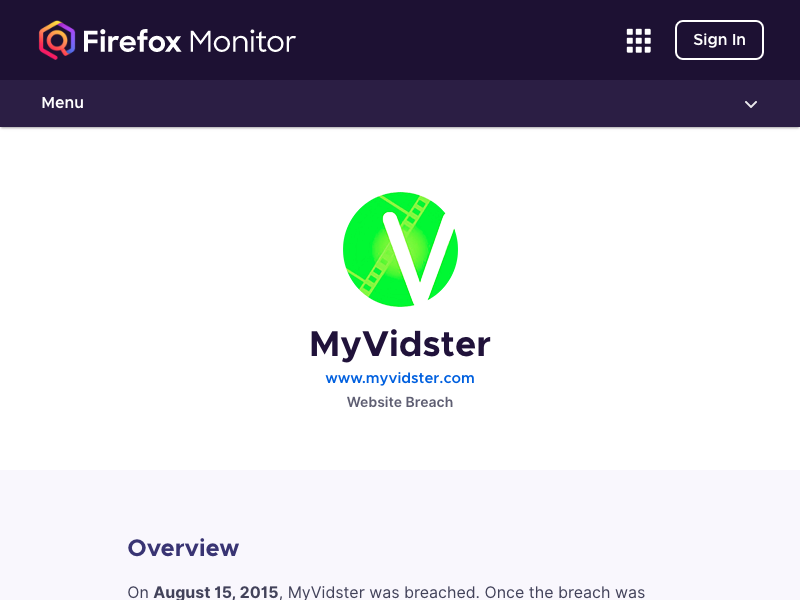 Firefox Monitor
Sign In
Menu
MyVidster
www.myvidster.com
Website Breach
Overview
On August 15, 2015, MyVidster was breached. Once the breach was